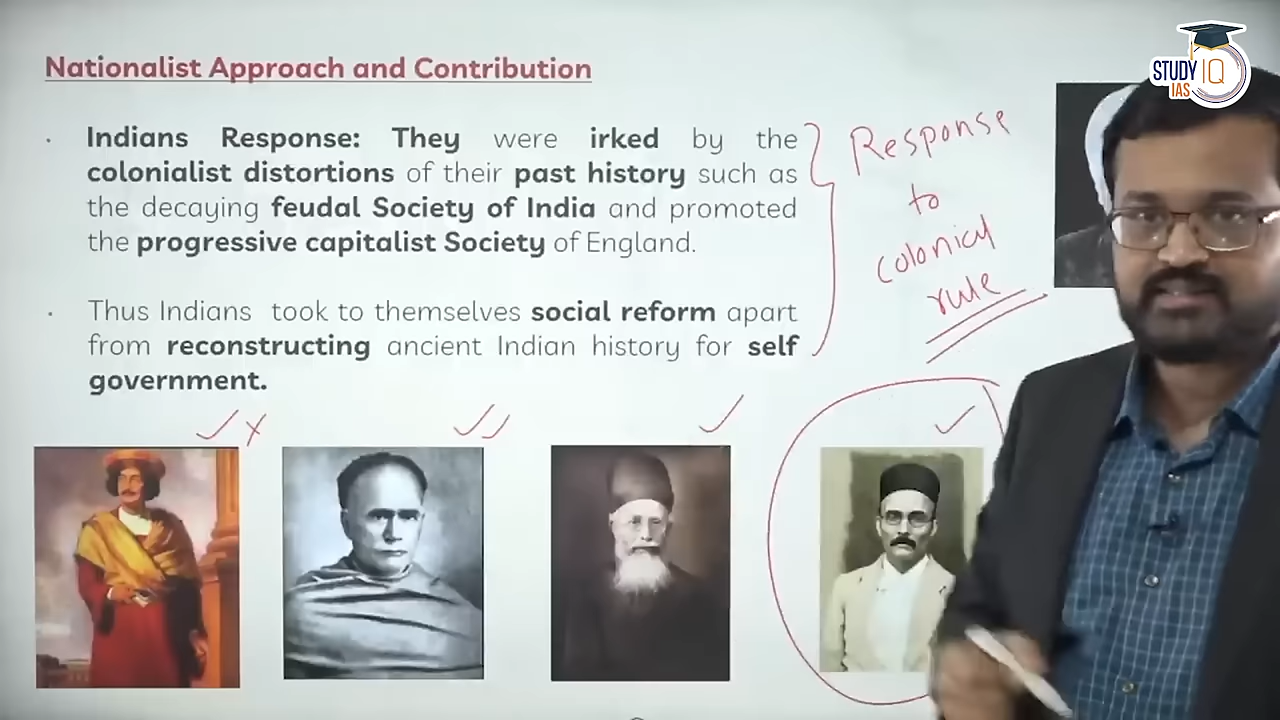 Nationalist Approach and Contribution
STUDY IQ
IAS
• Indians Response: They were irked by the
colonialist distortions of their past history such as
the decaying feudal Society of India and promoted
the progressive capitalist Society of England.
• Thus Indians took to themselves social reform apart
from reconstructing ancient Indian history for self
government.
Response
to
colonial
rule